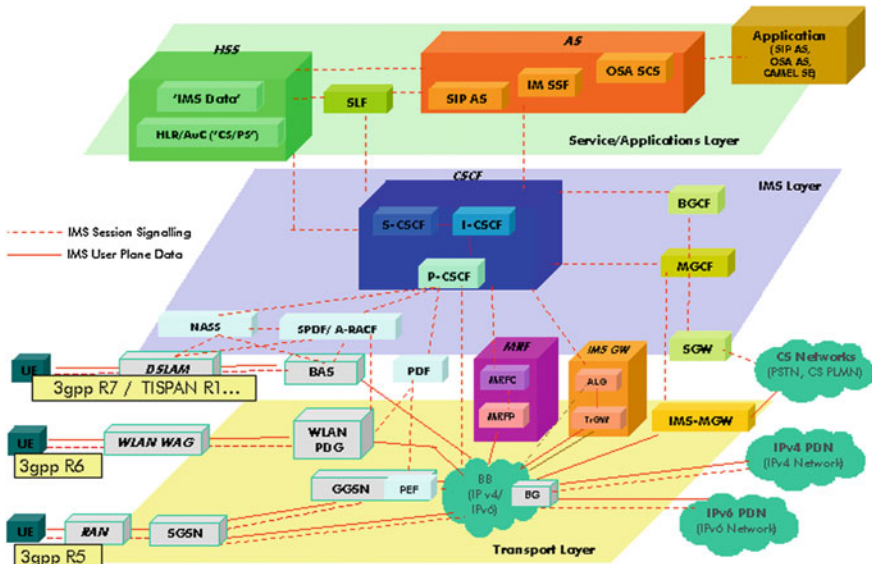 HSS
AS
Application
(SIP AS,
OSA AS,
CAMEL SE)
'IMS Data'
SLF
SIP AS
IM SSF
OSA SCS
HLR/AuC ('CS/PS')
Service/Applications Layer
CSCF
IMS Layer
S-CSCF
I-CSCF
BGCF
IMS Session Signalling
IMS User Plane Data
P-CSCF
MGCF
NASS
SPDF/ A-RACF
MRF
IMS GW
SGW
CS Networks
(PSTN, CS PLMN)
UE
DSLAM
BAS
PDF
MRFC
ALG
3gpp R7 / TISPAN R1...
MRFP
TrGW
IMS-MGW
UE
WLAN WAG
WLAN
PDG
IPv4 PDN
(IPv4 Network)
3gpp R6
GGSN
PEF
BB
(IP v4/
IPv6)
BG
IPv6 PDN
(IPv6 Network)
UE
RAN
SGSN
3gpp R5
Transport Layer